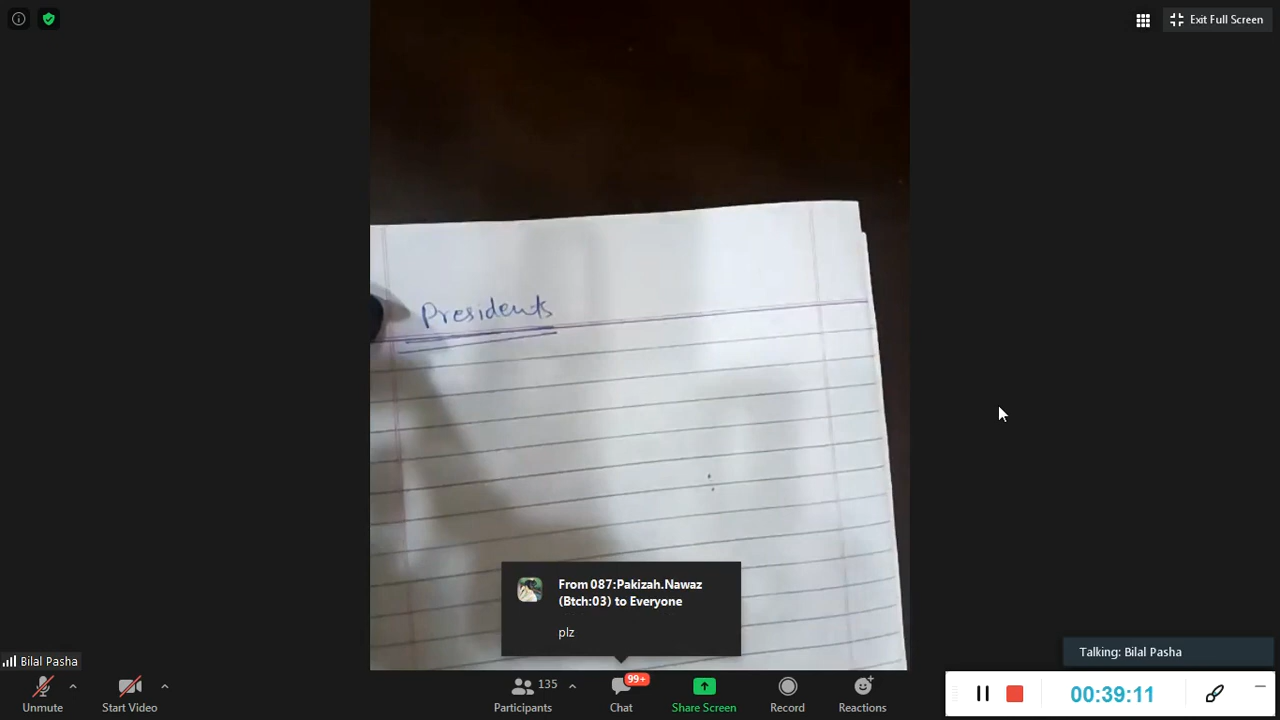 Exit Full Screen
Presidents
From 087:Pakizah.Nawaz
(Btch:03) to Everyone
plz
Bilal Pasha
Talking: Bilal Pasha
Unmute
Start Video
135
Participants
99+
Chat
Share Screen
Record
Reactions
00:39:11